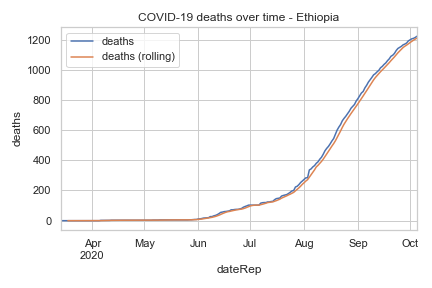 COVID-19 deaths over time - Ethiopia
deaths
deaths (rolling)
1200
1000
800
600
400
200
0
deaths
Apr May Jun Jul Aug Sep Oct
2020
dateRep